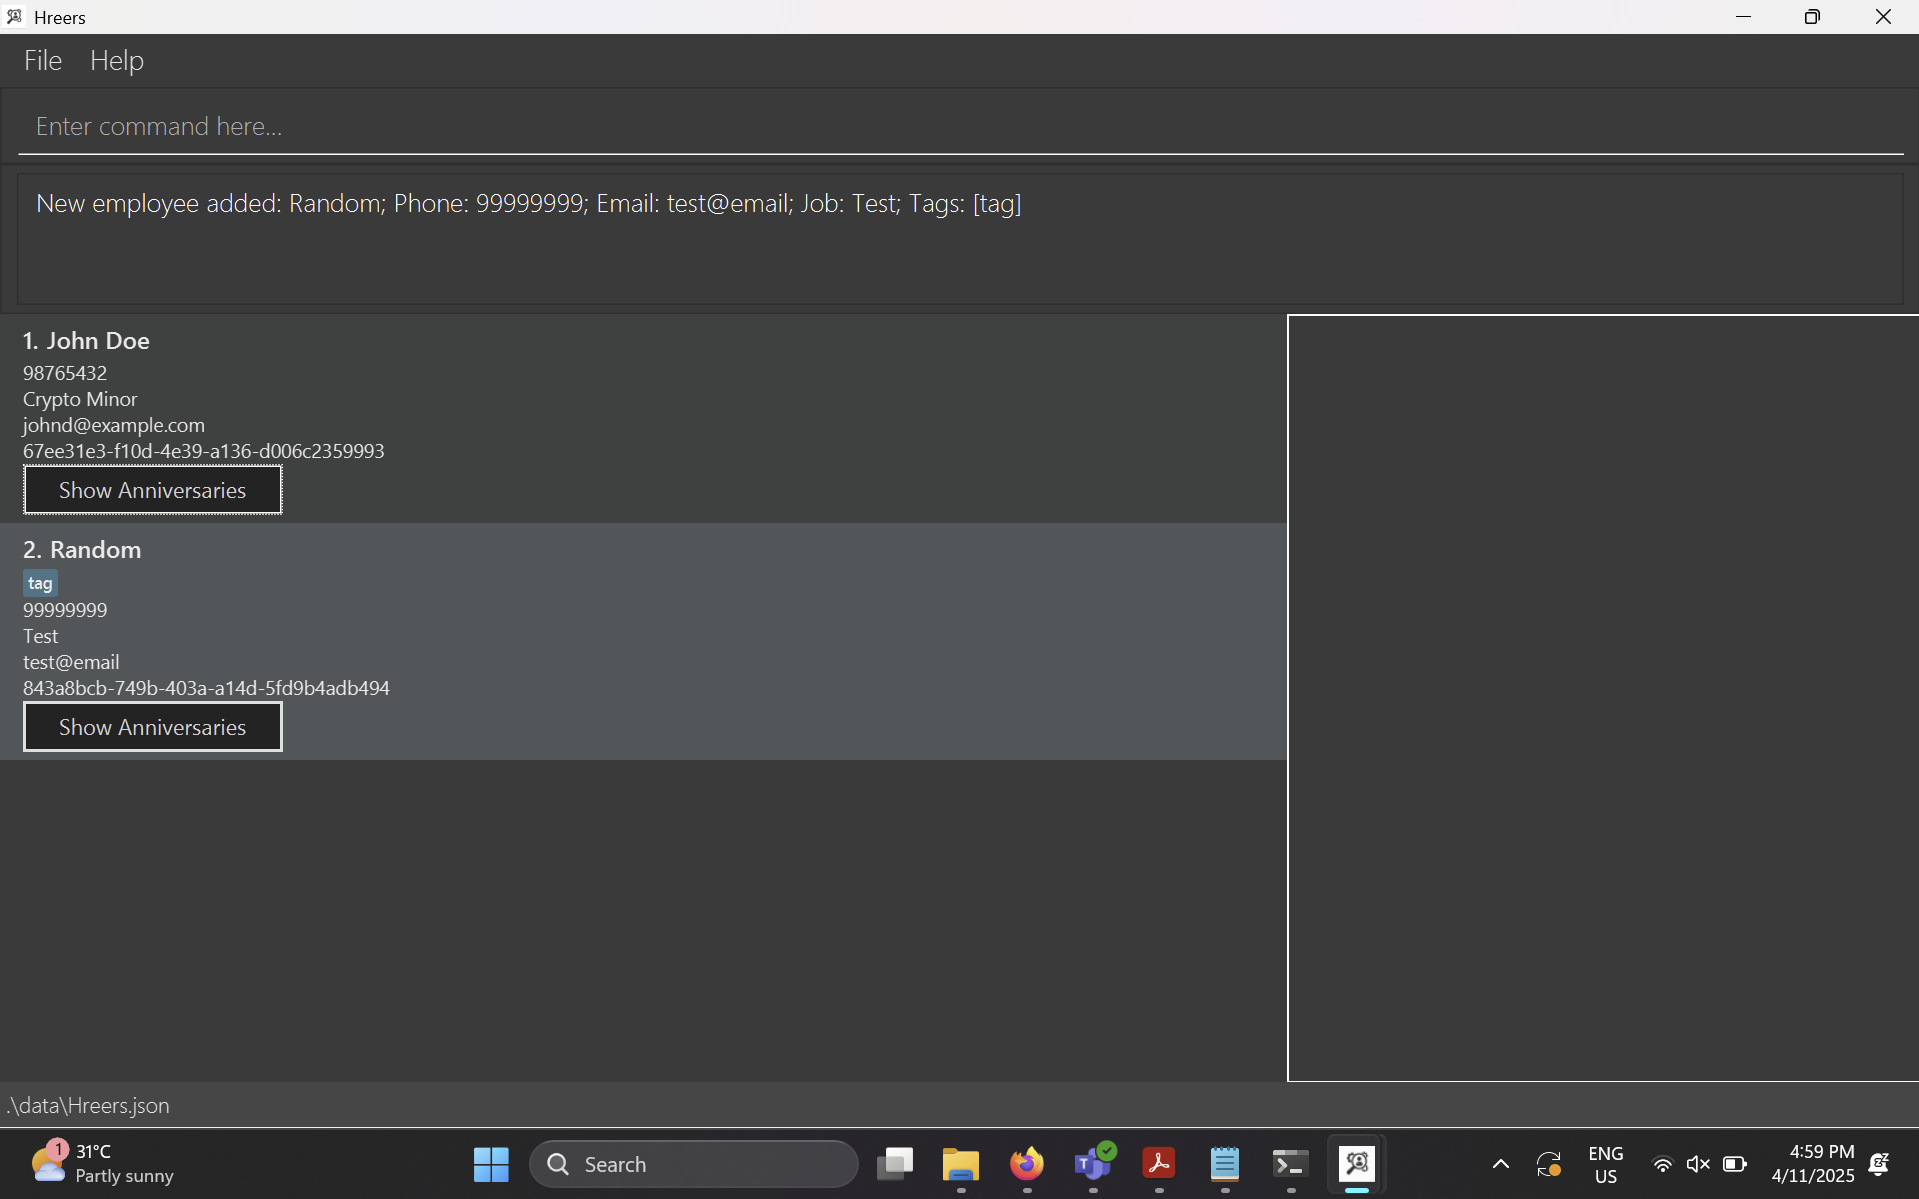 Hreers
File Help
Enter command here...
New employee added: Random; Phone: 99999999; Email: test@email; Job: Test; Tags: [tag]
1. John Doe
98765432
Crypto Minor
johnd@example.com
67ee31e3-f10d-4e39-a136-d006c2359993
Show Anniversaries
2. Random
tag
99999999
Test
test@email
843a8bcb-749b-403a-a14d-5fd9b4adb494
Show Anniversaries
.\data\Hreers.json
1
31°C
Partly sunny
Search
ENG
US
4:59 PM
4/11/2025